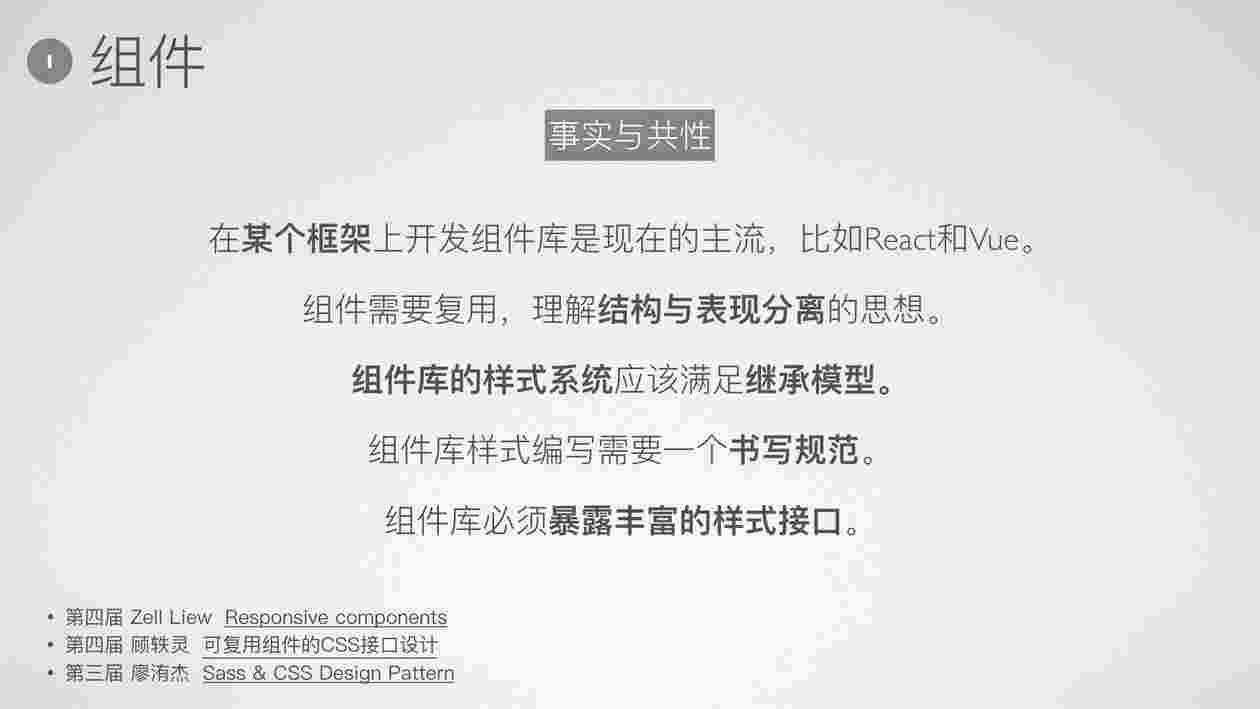 1 组件
事实与共性
在某个框架上开发组件库是现在的主流，比如React和Vue。
组件需要复用，理解结构与表现分离的思想。
组件库的样式系统应该满足继承模型。
组件库样式编写需要一个书写规范。
组件库必须暴露丰富的样式接口。
• 第四届 Zell Liew Responsive components
• 第四届 顾轶灵 可复用组件的CSS接口设计
• 第三届 廖洧杰 Sass & CSS Design Pattern